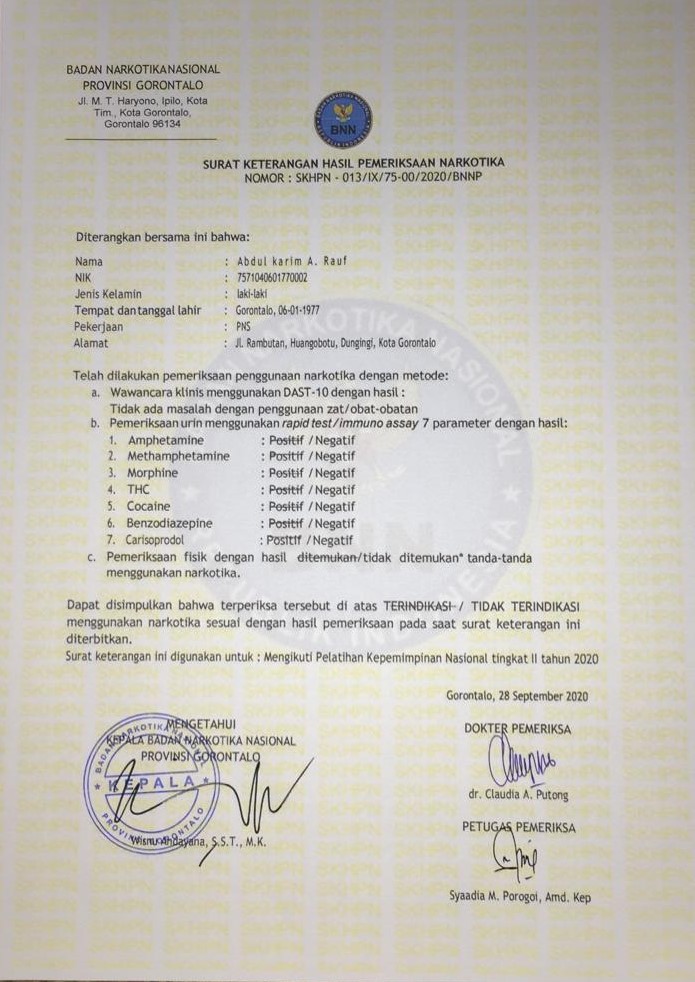 BADAN NARKOTIKA NASIONAL
PROVINSI GORONTALO
Jl. M. T. Haryono, Ipilo, Kota
Tim., Kota Gorontalo,
Gorontalo 96134
BNN
SURAT KETERANGAN HASIL PEMERIKSAAN NARKOTIKA
NOMOR : SKHPN - 013/IX/75-00/2020/BNNP
Diterangkan bersama ini bahwa:
Nama : Abdul karim A. Rauf
NIK : 7571040601770002
Jenis Kelamin : laki-laki
Tempat dan tanggal lahir : Gorontalo, 06-01-1977
Pekerjaan : PNS
Alamat : Jl. Rambutan, Huangobotu, Dungingi, Kota Gorontalo
Telah dilakukan pemeriksaan penggunaan narkotika dengan metode:
a. Wawancara klinis menggunakan DAST-10 dengan hasil :
Tidak ada masalah dengan penggunaan zat/obat-obatan
b. Pemeriksaan urin menggunakan rapid test/immuno assay 7 parameter dengan hasil:
1. Amphetamine : Positif /Negatif
2. Methamphetamine : Positif /Negatif
3. Morphine : Positif /Negatif
4. THC : Positif /Negatif
5. Cocaine : Positif /Negatif
6. Benzodiazepine : Positif /Negatif
7. Carisoprodol : Positif /Negatif
c. Pemeriksaan fisik dengan hasil ditemukan/tidak ditemukan* tanda-tanda
menggunakan narkotika.
Dapat disimpulkan bahwa terperiksa tersebut di atas TERINDIKASI / TIDAK TERINDIKASI
menggunakan narkotika sesuai dengan hasil pemeriksaan pada saat surat keterangan ini
diterbitkan.
Surat keterangan ini digunakan untuk : Mengikuti Pelatihan Kepemimpinan Nasional tingkat II tahun 2020
Gorontalo, 28 September 2020
MENGETAHUI
KEPALA BADAN NARKOTIKA NASIONAL
PROVINSI GORONTALO
KEPALA
Wisnu Andayana, S.S.T., M.K.
DOKTER PEMERIKSA
dr. Claudia A. Putong
PETUGAS PEMERIKSA
Syaadia M. Porogoi, Amd. Kep